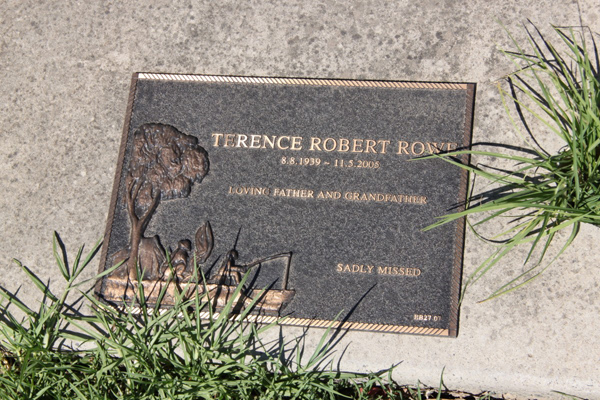 TERENCE ROBERT ROWE
8.8.1939 ~ 11.5.2005
LOVING FATHER AND GRANDFATHER
SADLY MISSED